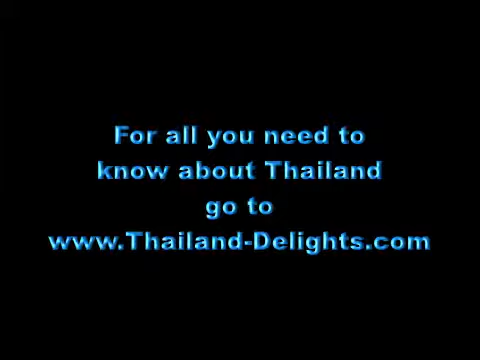 For all you need to
know about Thailand
go to
www.Thailand-Delights.com